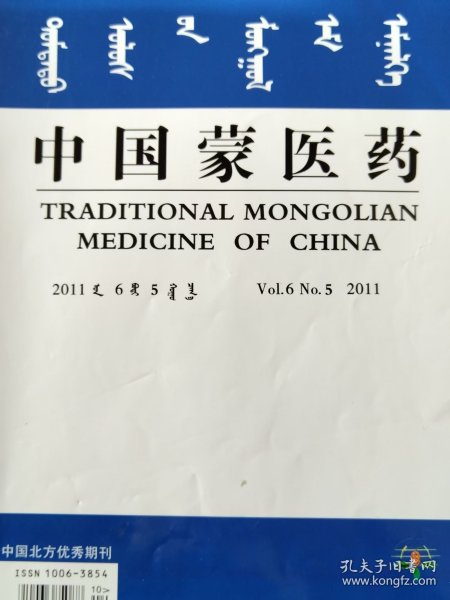 中国蒙医药
TRADITIONAL MONGOLIAN
MEDICINE OF CHINA
2011 6 5
Vol.6 No.5 2011
中国北方优秀期刊
ISSN 1006-3854
10>
孔夫子旧书网
www.kongfz.com